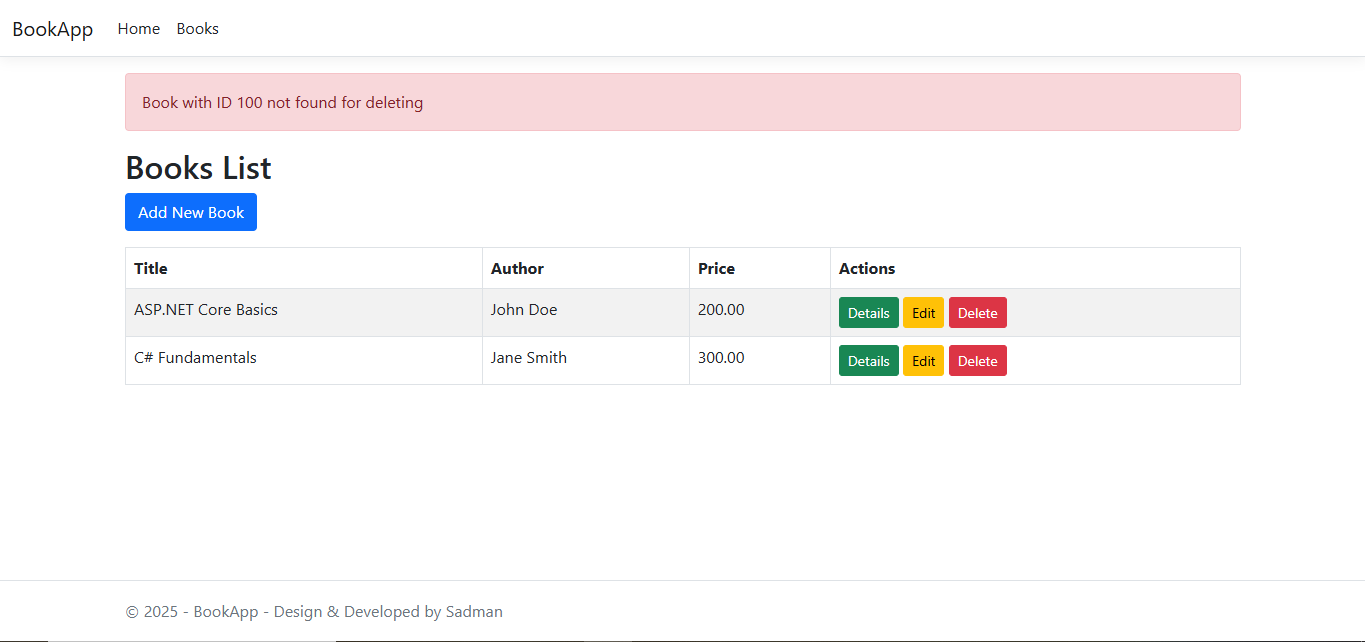 BookApp Home Books
Book with ID 100 not found for deleting
Books List
Add New Book
Title Author Price Actions
ASP.NET Core Basics John Doe 200.00 Details Edit Delete
C# Fundamentals Jane Smith 300.00 Details Edit Delete
© 2025 - BookApp - Design & Developed by Sadman